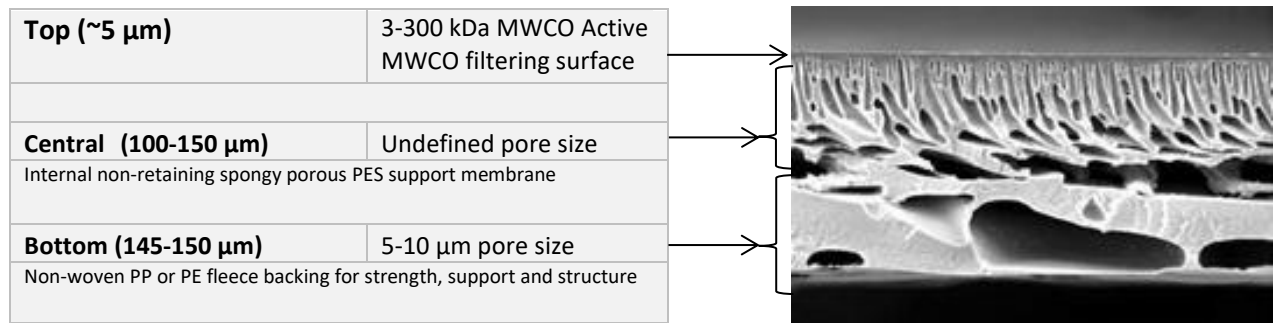 Top (~5 µm)
3-300 kDa MWCO Active
MWCO filtering surface
Central (100-150 µm)
Undefined pore size
Internal non-retaining spongy porous PES support membrane
Bottom (145-150 µm)
5-10 µm pore size
Non-woven PP or PE fleece backing for strength, support and structure